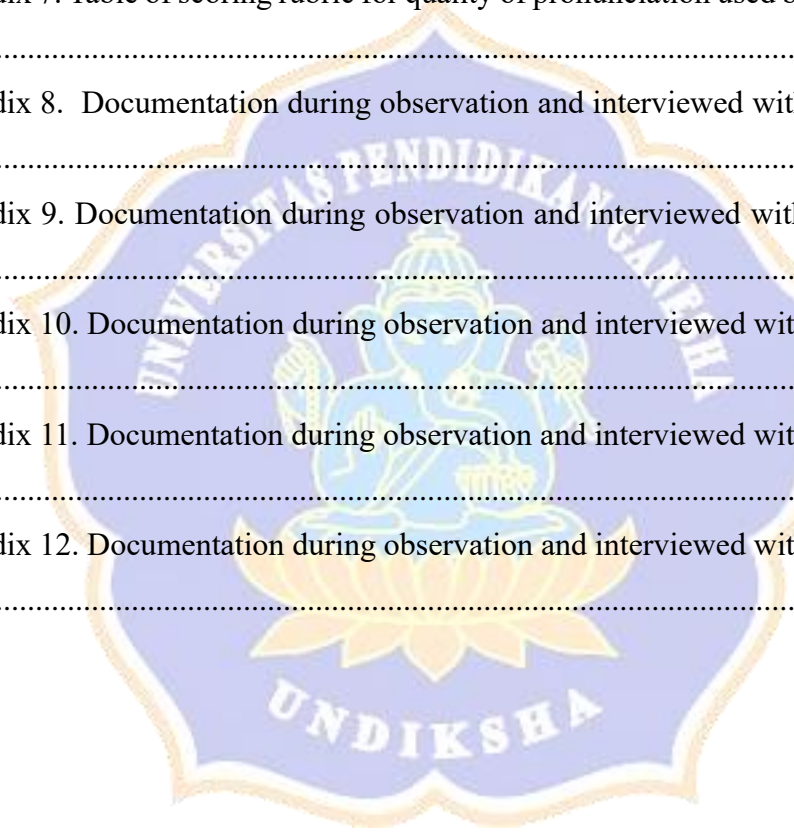 dix 7. Table of scoring rubric for quality of pronunciation used
................................................................................
dix 8. Documentation during observation and interviewed wit
................................................................................
dix 9. Documentation during observation and interviewed wit
................................................................................
dix 10. Documentation during observation and interviewed wit
................................................................................
dix 11. Documentation during observation and interviewed wit
................................................................................
dix 12. Documentation during observation and interviewed wit
................................................................................
UNIVERSITAS PENDIDIKAN GANESHA
UNDIKSHA